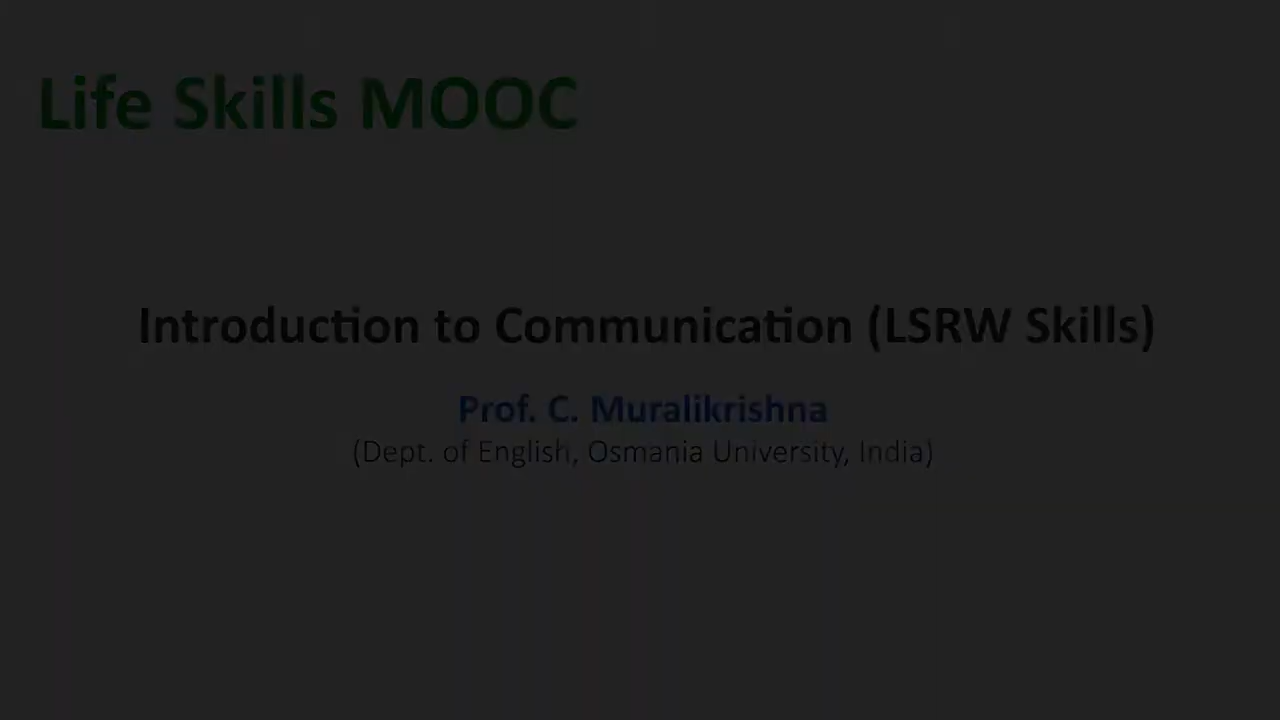 Life Skills MOOC
Introduction to Communication (LSRW Skills)
Prof. C. Muralikrishna
(Dept. of English, Osmania University, India)